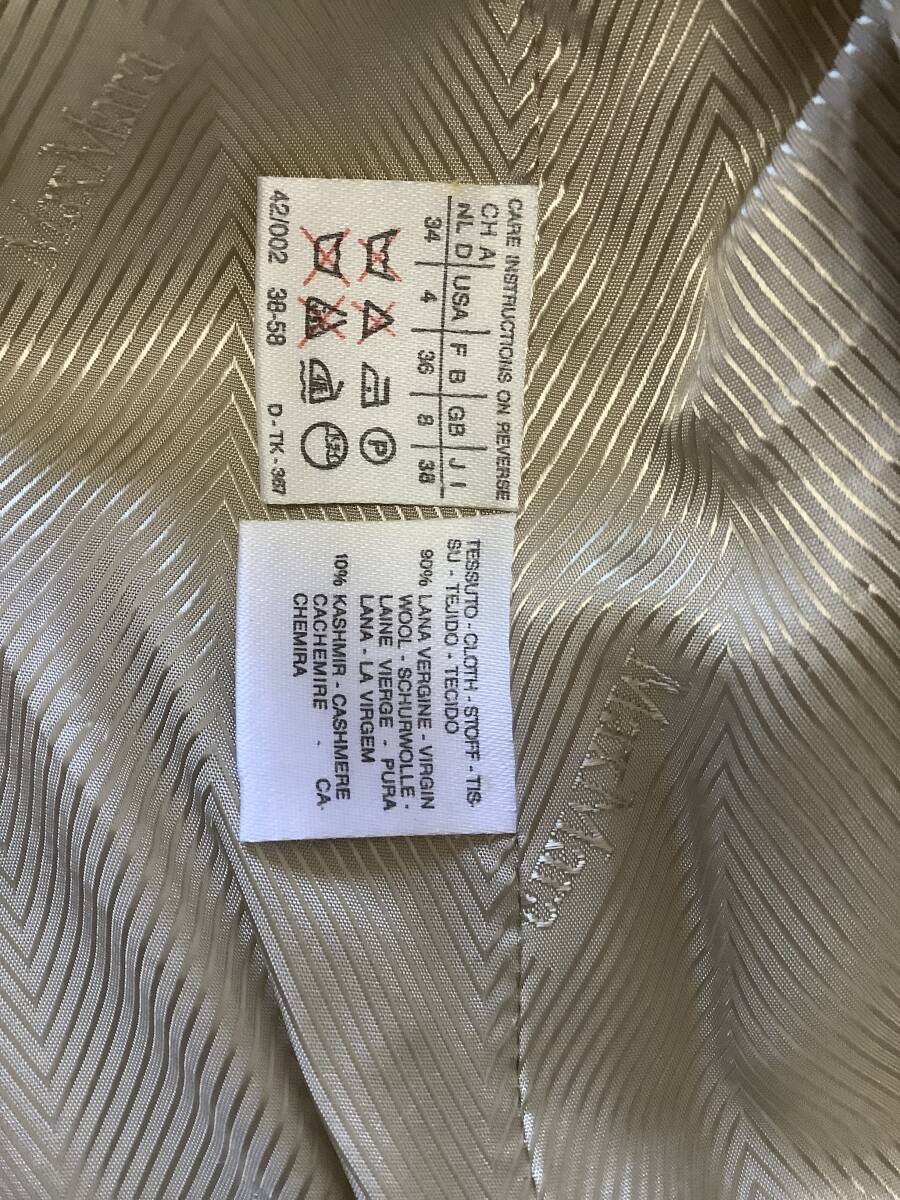 CARE INSTRUCTIONS ON REVERSE
CH A
NL D USA F B GB J I
34 4 36 8 38
P
42/002 38-58 D-TK-367
TESSUTO - CLOTH - STOFF - TIS-
SU - TEJIDO - TECIDO
90% LANA VERGINE - VIRGIN
WOOL - SCHURWOLLE -
LAINE VIERGE - PURA
LANA - LA VIRGEM
10% KASHMIR - CASHMERE
CACHEMIRE - CA-
CHEMIRA
MaxMara
MaxMara